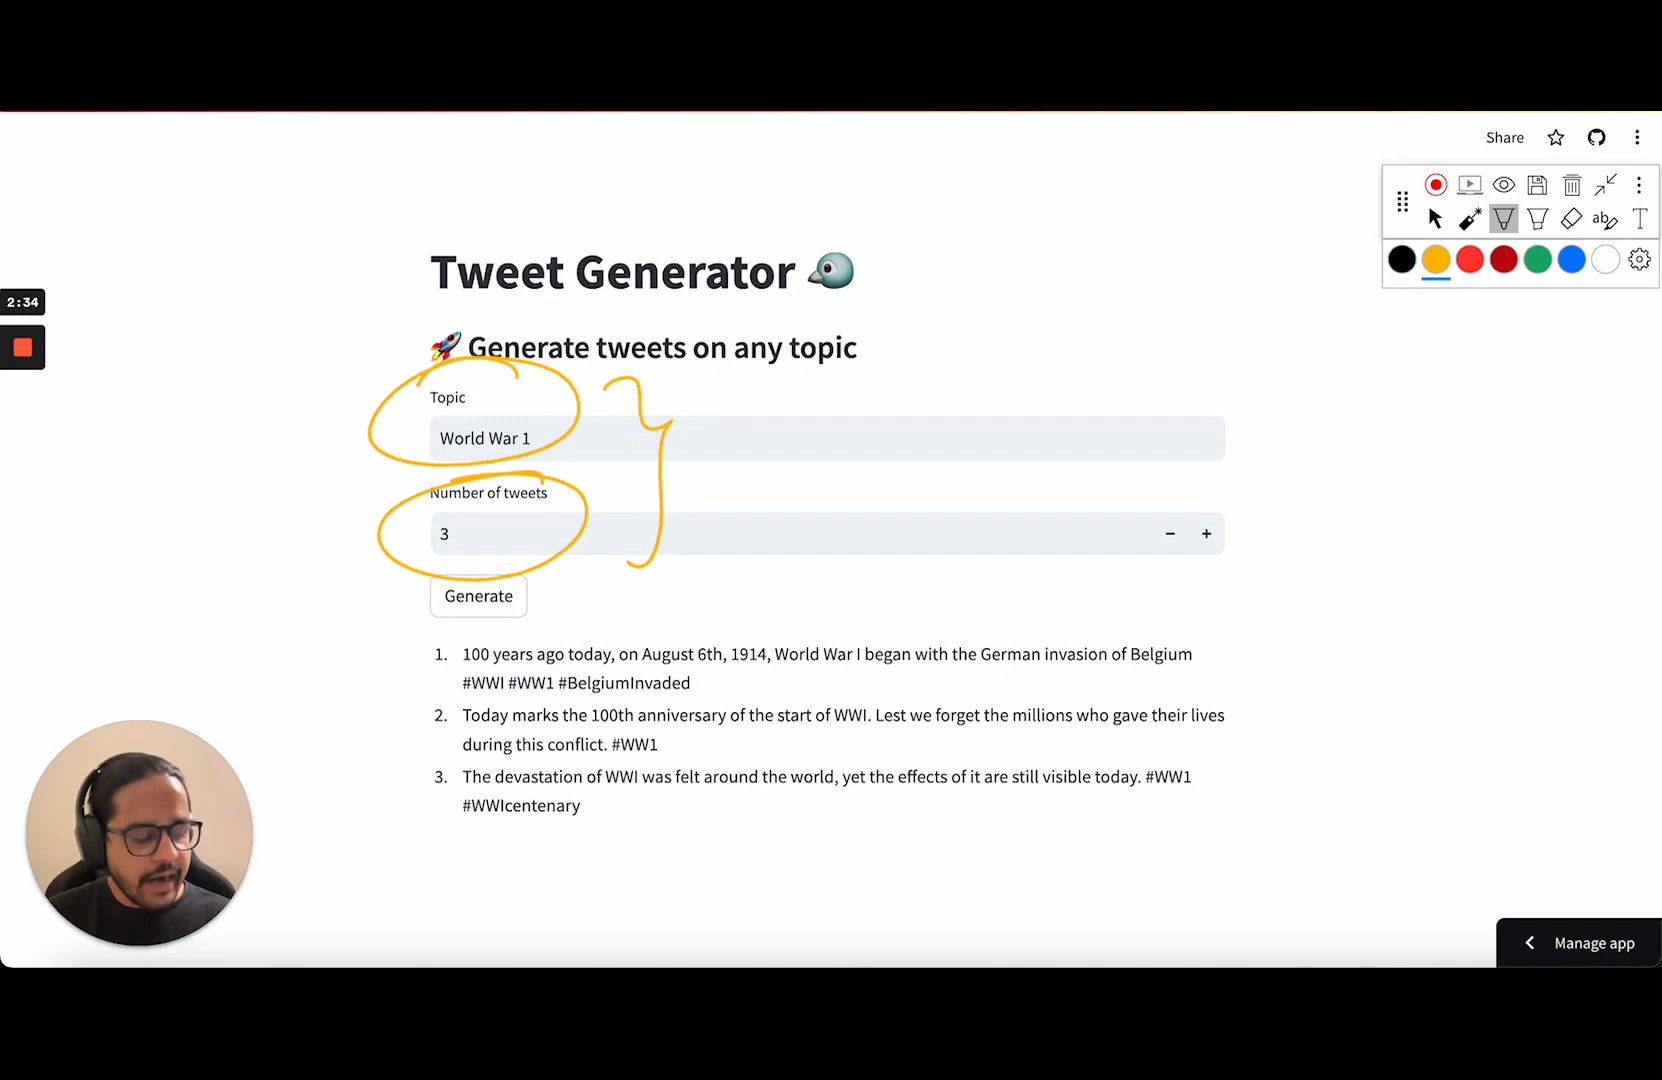 Share
2:34
Tweet Generator
Generate tweets on any topic
Topic
World War 1
Number of tweets
3
Generate
1. 100 years ago today, on August 6th, 1914, World War I began with the German invasion of Belgium
#WWI #WW1 #BelgiumInvaded
2. Today marks the 100th anniversary of the start of WWI. Lest we forget the millions who gave their lives
during this conflict. #WW1
3. The devastation of WWI was felt around the world, yet the effects of it are still visible today. #WW1
#WWIcentenary
Manage app